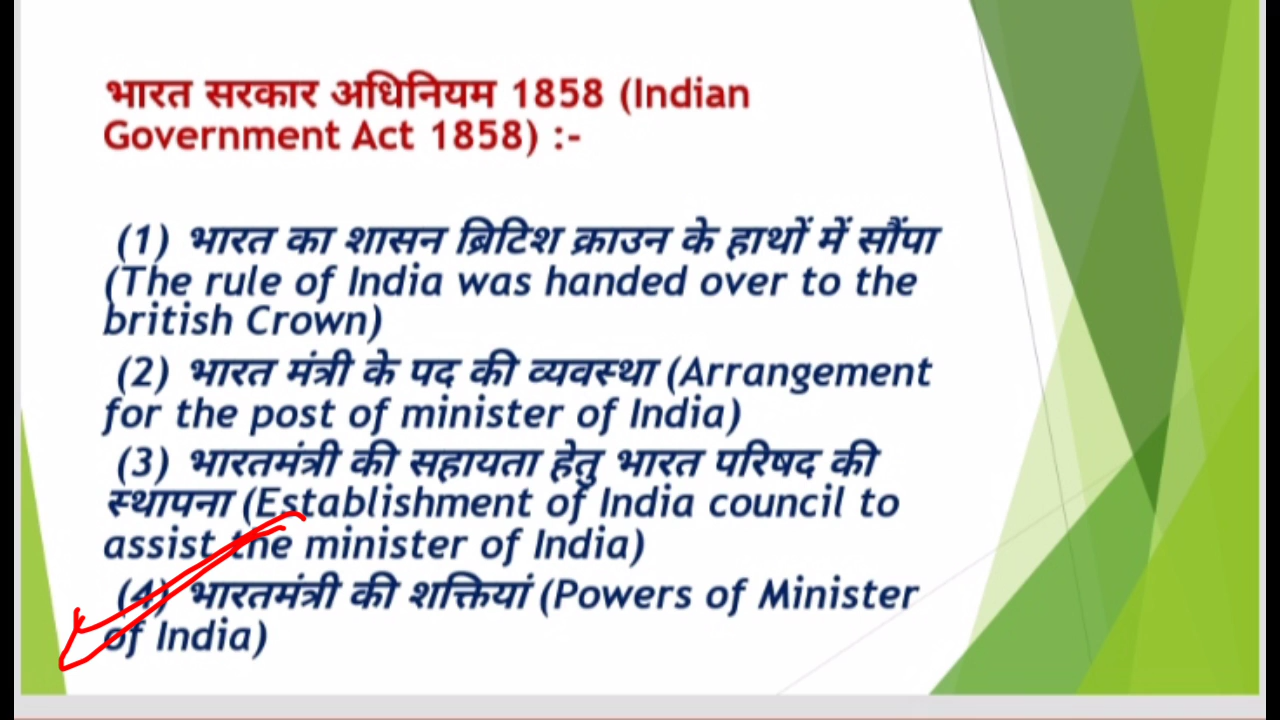 भारत सरकार अधिनियम 1858 (Indian
Government Act 1858) :-
(1) भारत का शासन ब्रिटिश क्राउन के हाथों में सौंपा
(The rule of India was handed over to the
british Crown)
(2) भारत मंत्री के पद की व्यवस्था (Arrangement
for the post of minister of India)
(3) भारतमंत्री की सहायता हेतु भारत परिषद की
स्थापना (Establishment of India council to
assist the minister of India)
(4) भारतमंत्री की शक्तियां (Powers of Minister
of India)